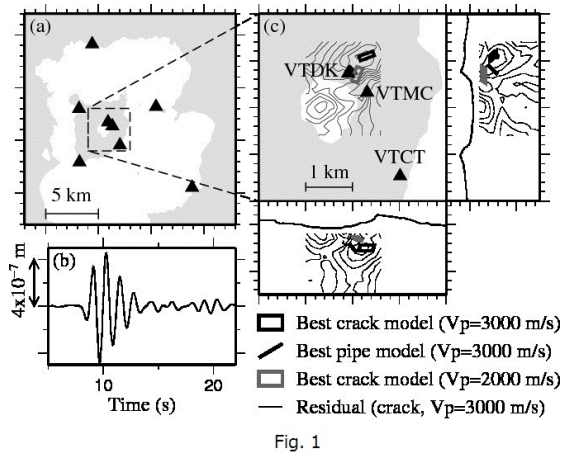 (a)
5 km
(c)
VTDK
VTMC
VTCT
1 km
(b)
4x10⁻⁷ m
10 20
Time (s)
Best crack model (Vp=3000 m/s)
Best pipe model (Vp=3000 m/s)
Best crack model (Vp=2000 m/s)
Residual (crack, Vp=3000 m/s)
Fig. 1